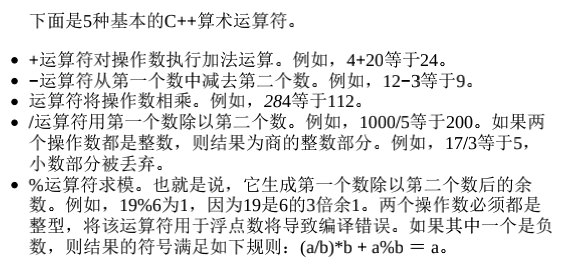 下面是5种基本的C++算术运算符。
• +运算符对操作数执行加法运算。例如，4+20等于24。
• −运算符从第一个数中减去第二个数。例如，12−3等于9。
• 运算符将操作数相乘。例如，284等于112。
• /运算符用第一个数除以第二个数。例如，1000/5等于200。如果两
个操作数都是整数，则结果为商的整数部分。例如，17/3等于5，
小数部分被丢弃。
• %运算符求模。也就是说，它生成第一个数除以第二个数后的余
数。例如，19%6为1，因为19是6的3倍余1。两个操作数必须都是
整型，将该运算符用于浮点数将导致编译错误。如果其中一个是负
数，则结果的符号满足如下规则：(a/b)*b + a%b ＝ a。